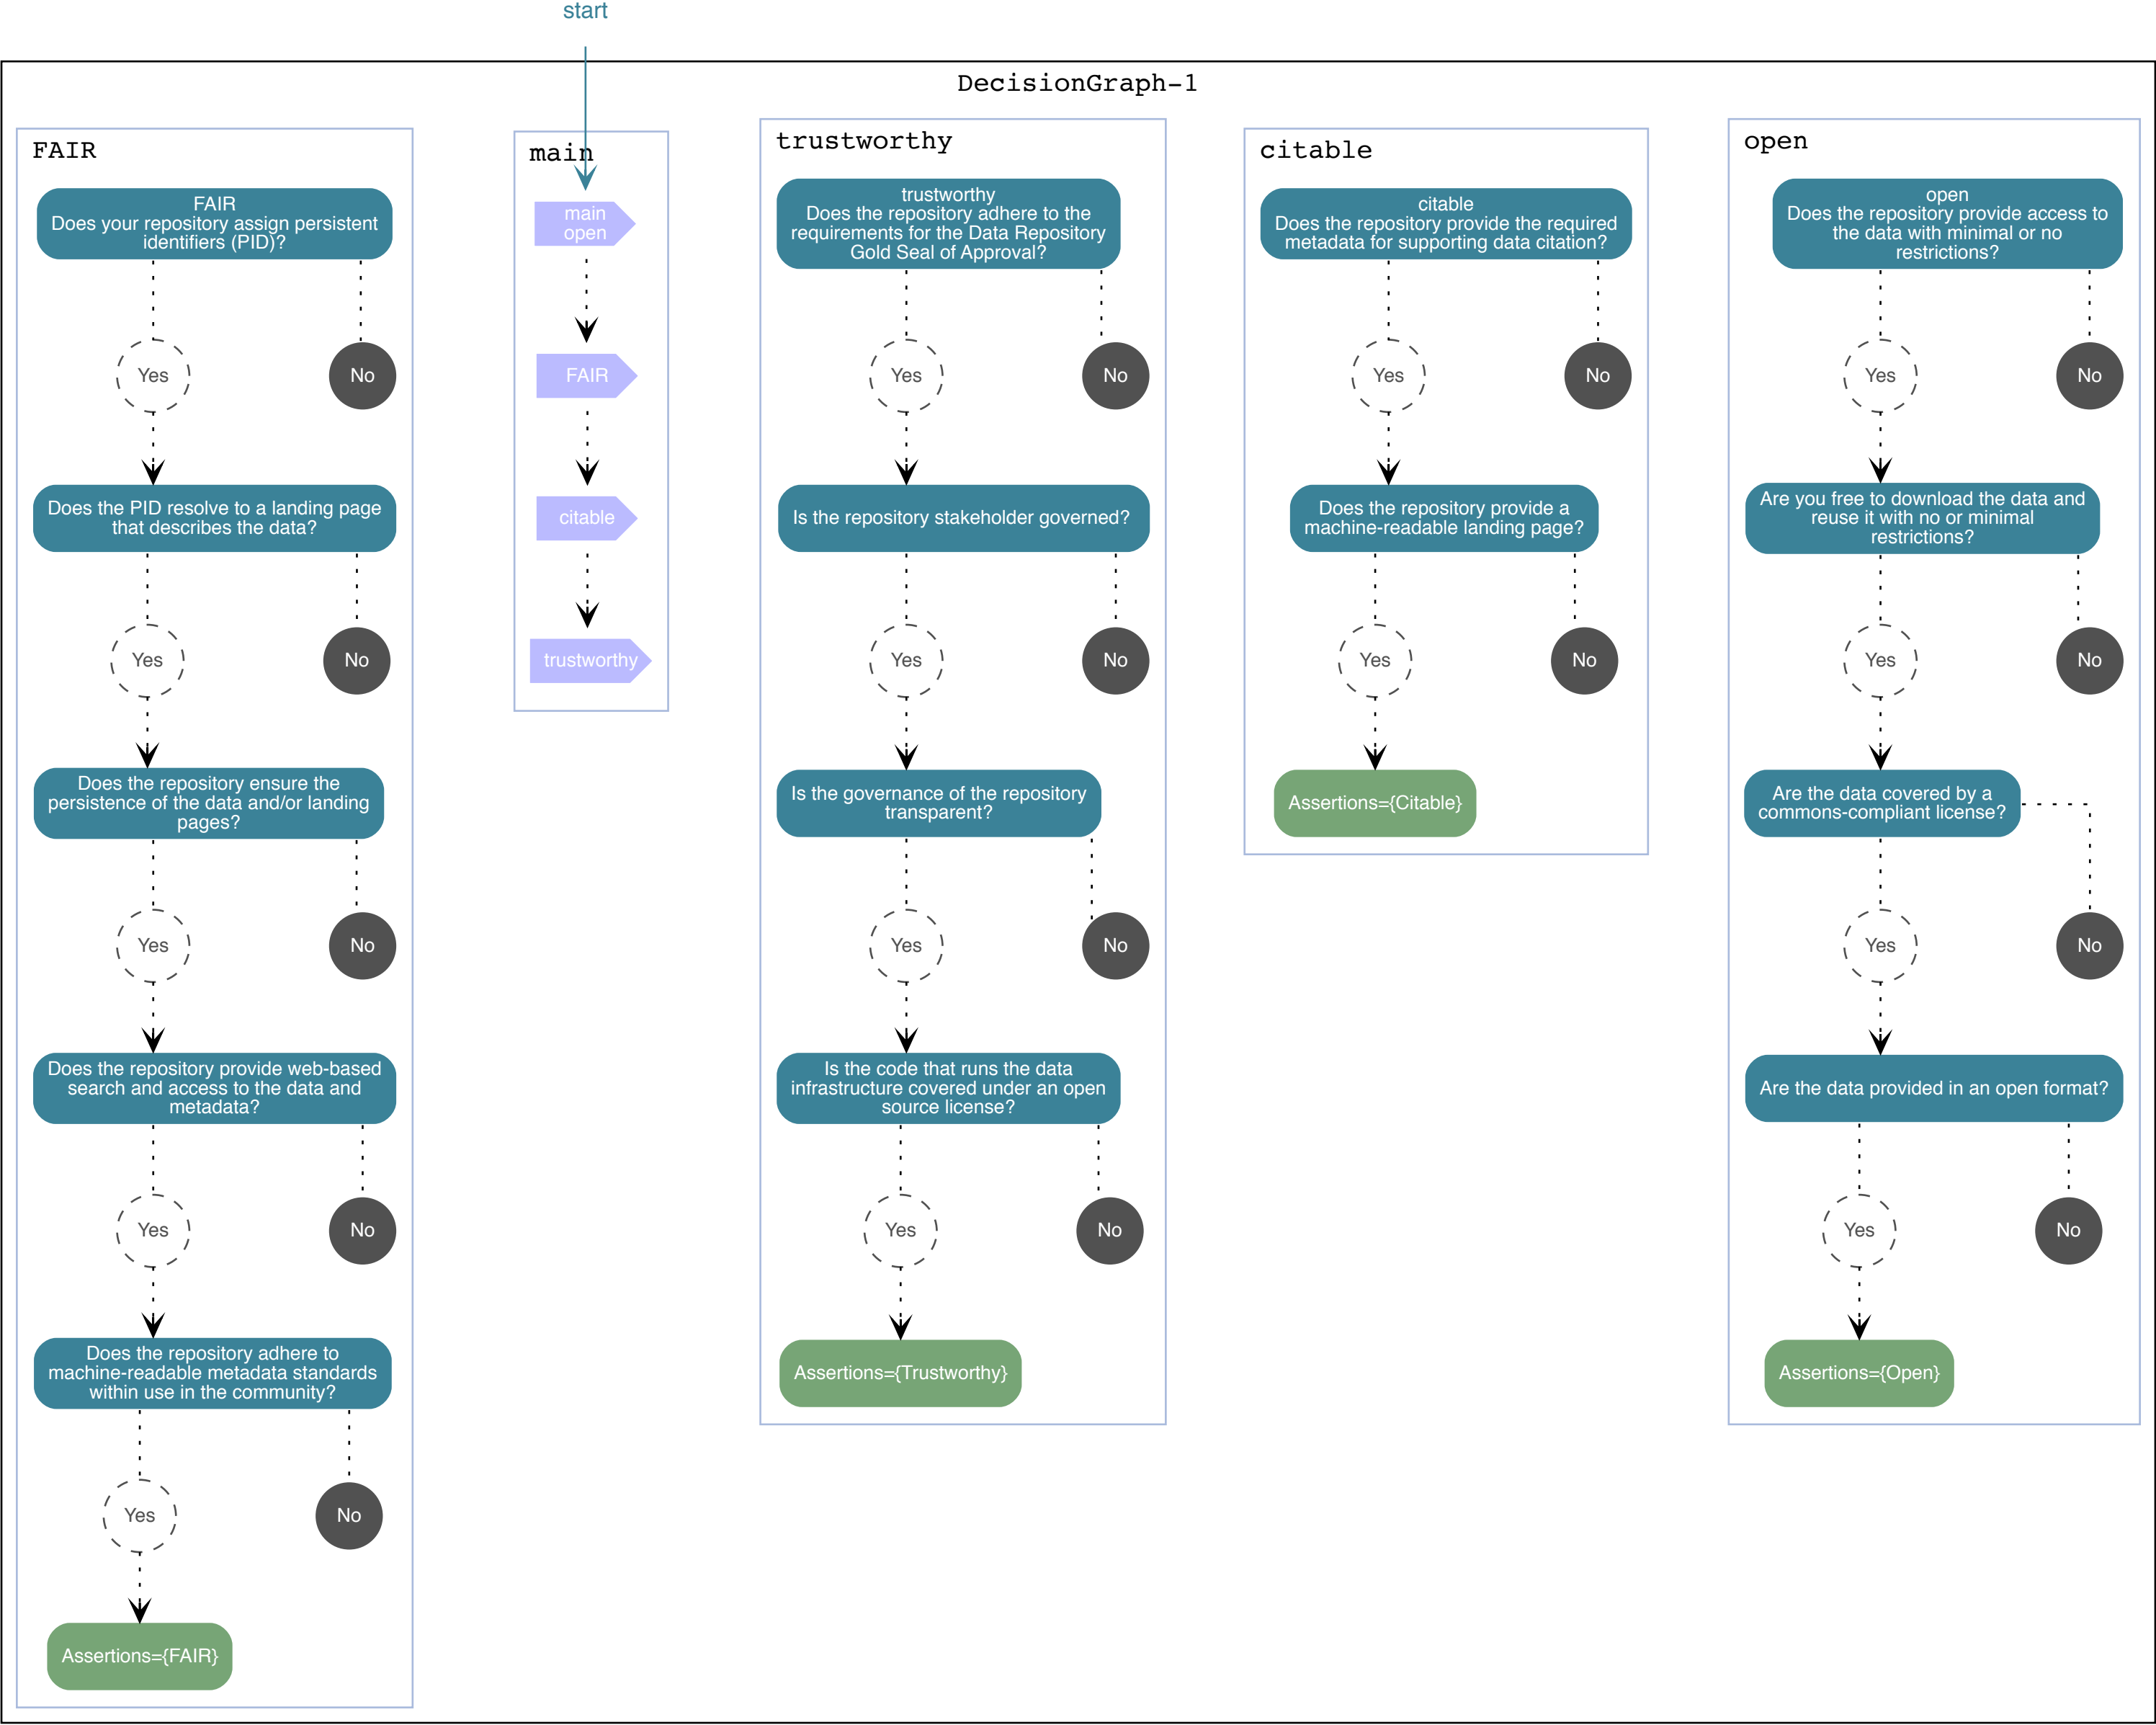 start
DecisionGraph-1
FAIR
FAIR
Does your repository assign persistent
identifiers (PID)?
Yes
No
Does the PID resolve to a landing page
that describes the data?
Yes
No
Does the repository ensure the
persistence of the data and/or landing
pages?
Yes
No
Does the repository provide web-based
search and access to the data and
metadata?
Yes
No
Does the repository adhere to
machine-readable metadata standards
within use in the community?
Yes
No
Assertions={FAIR}
main
main
open
FAIR
citable
trustworthy
trustworthy
trustworthy
Does the repository adhere to the
requirements for the Data Repository
Gold Seal of Approval?
Yes
No
Is the repository stakeholder governed?
Yes
No
Is the governance of the repository
transparent?
Yes
No
Is the code that runs the data
infrastructure covered under an open
source license?
Yes
No
Assertions={Trustworthy}
citable
citable
Does the repository provide the required
metadata for supporting data citation?
Yes
No
Does the repository provide a
machine-readable landing page?
Yes
No
Assertions={Citable}
open
open
Does the repository provide access to
the data with minimal or no
restrictions?
Yes
No
Are you free to download the data and
reuse it with no or minimal
restrictions?
Yes
No
Are the data covered by a
commons-compliant license?
Yes
No
Are the data provided in an open format?
Yes
No
Assertions={Open}